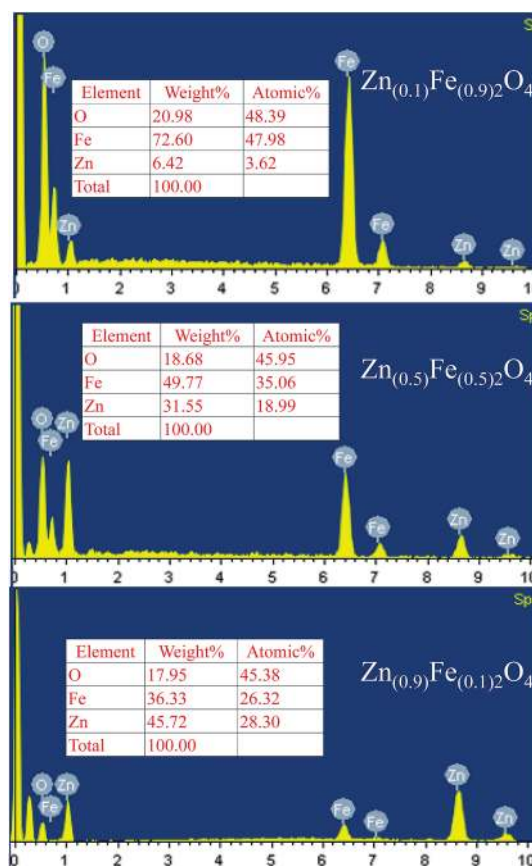 Sp
O
Fe
Fe
Zn(0.1)Fe(0.9)2O4
Element Weight% Atomic%
O 20.98 48.39
Fe 72.60 47.98
Zn 6.42 3.62
Total 100.00
Zn
Fe
Zn
Zn
0 1 2 3 4 5 6 7 8 9 10
Sp
Element Weight% Atomic%
O 18.68 45.95
Fe 49.77 35.06
Zn 31.55 18.99
Total 100.00
Zn(0.5)Fe(0.5)2O4
O
Zn
Fe
Fe
Fe
Zn
Zn
0 1 2 3 4 5 6 7 8 9 10
Sp
Element Weight% Atomic%
O 17.95 45.38
Fe 36.33 26.32
Zn 45.72 28.30
Total 100.00
Zn(0.9)Fe(0.1)2O4
O
Zn
Fe
Fe
Fe
Zn
Zn
0 1 2 3 4 5 6 7 8 9 10